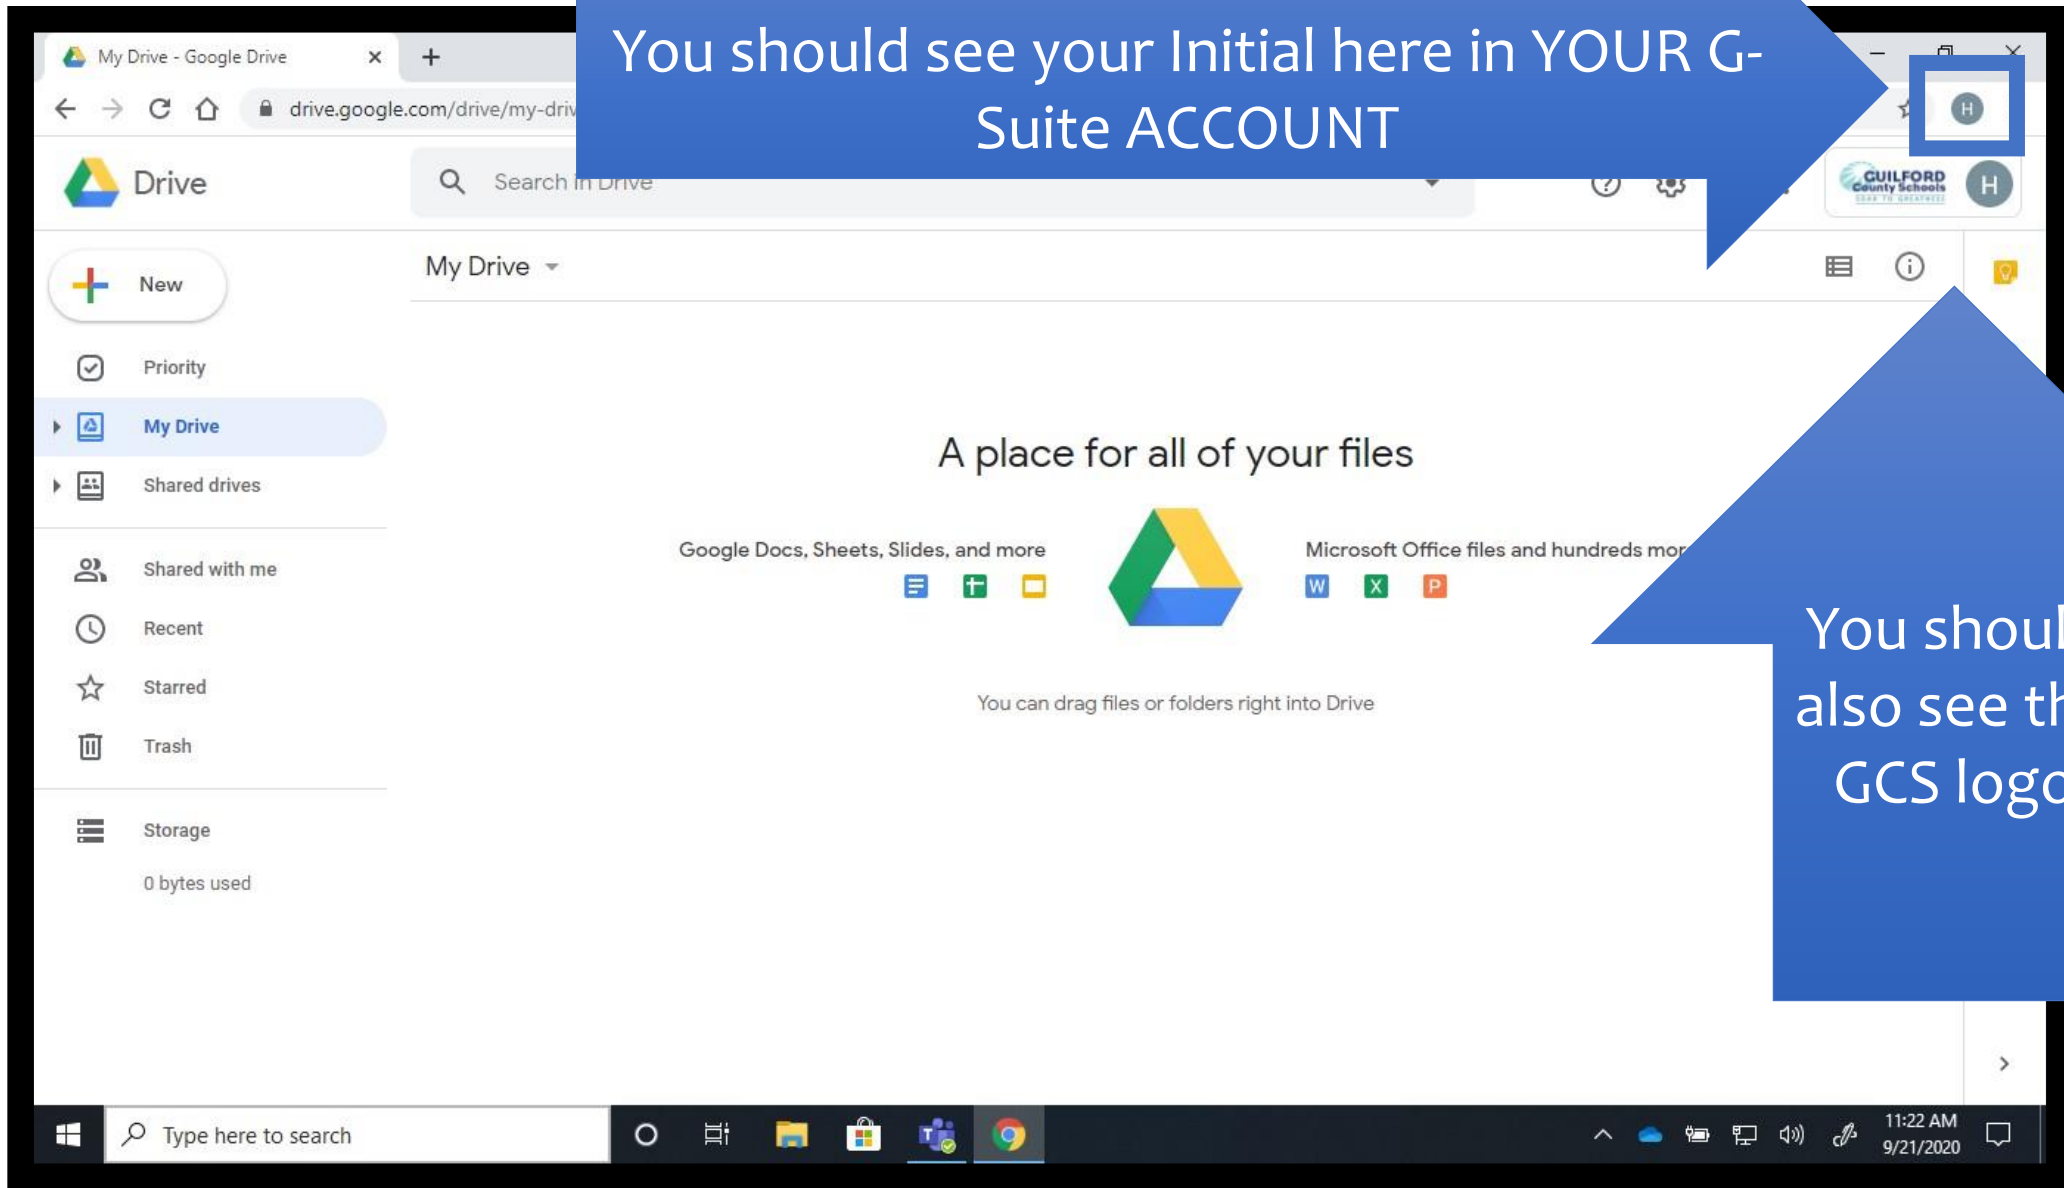 You should see your Initial here in YOUR G-
Suite ACCOUNT
My Drive - Google Drive
drive.google.com/drive/my-driv
Drive
Search in Drive
GUILFORD
County Schools
H
H
New
My Drive
Priority
My Drive
Shared drives
A place for all of your files
Google Docs, Sheets, Slides, and more
Microsoft Office files and hundreds mor
W X P
Shared with me
Recent
Starred
Trash
You can drag files or folders right into Drive
You shoul
also see th
GCS logo
Storage
0 bytes used
Type here to search
11:22 AM
9/21/2020